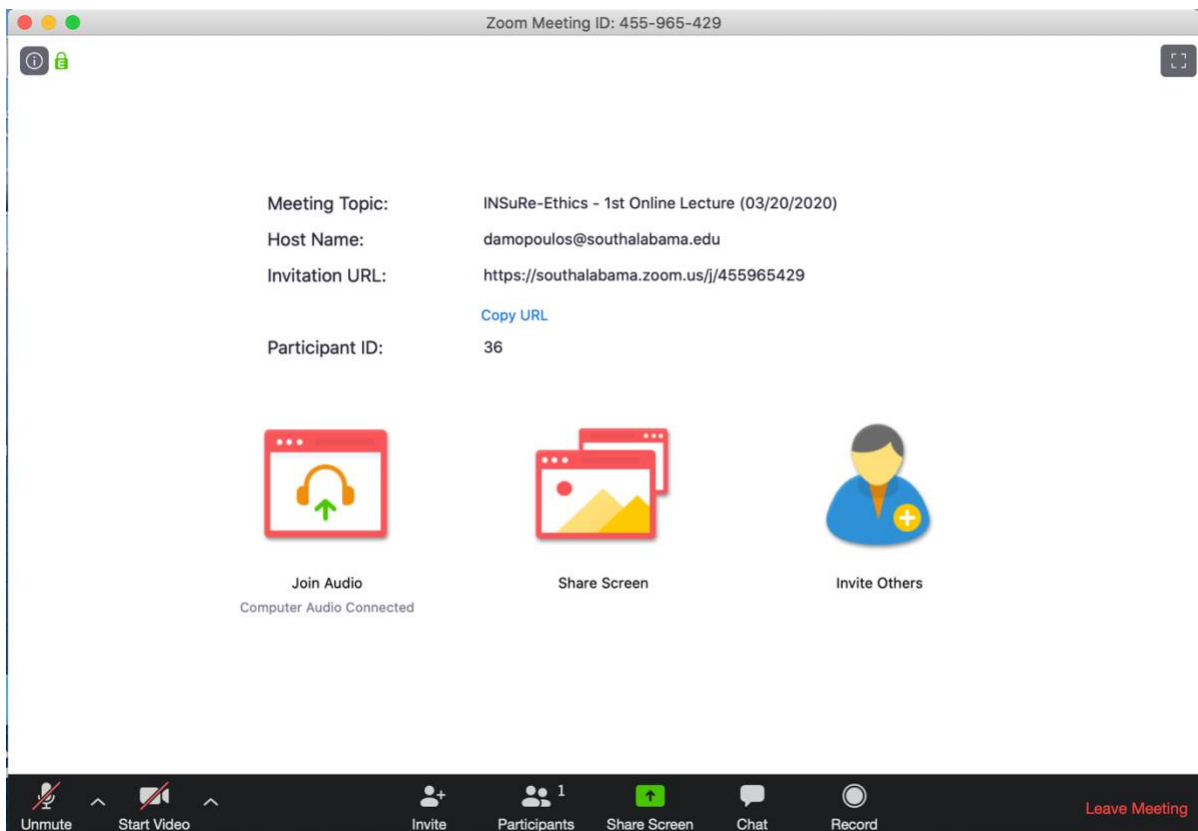 Zoom Meeting ID: 455-965-429
Meeting Topic: INSuRe-Ethics - 1st Online Lecture (03/20/2020)
Host Name: damopoulos@southalabama.edu
Invitation URL: https://southalabama.zoom.us/j/455965429
Copy URL
Participant ID: 36
Join Audio Share Screen Invite Others
Computer Audio Connected
1
Unmute Start Video Invite Participants Share Screen Chat Record Leave Meeting